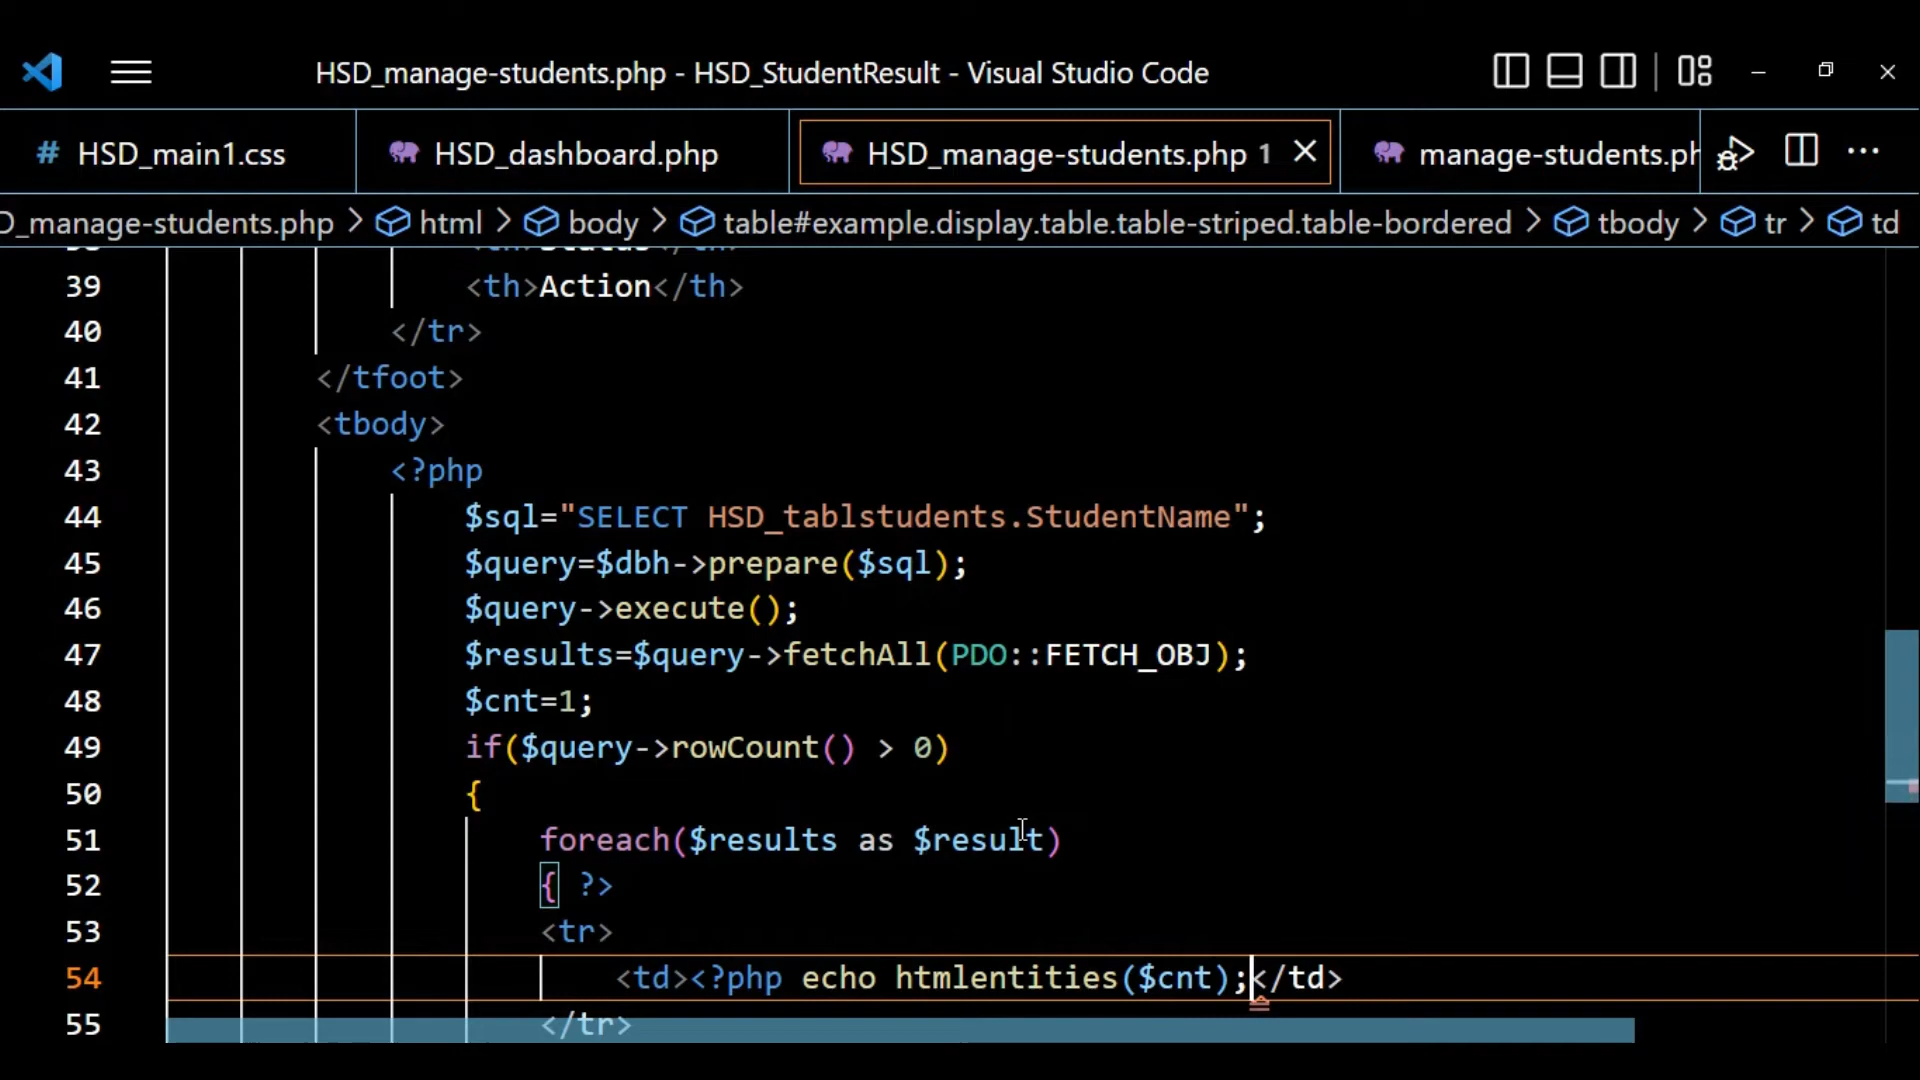 HSD_manage-students.php - HSD_StudentResult - Visual Studio Code
# HSD_main1.css HSD_dashboard.php HSD_manage-students.php 1 manage-students.ph
D_manage-students.php > html > body > table#example.display.table.table-striped.table-bordered > tbody > tr > td
39 <th>Action</th>
40 </tr>
41 </tfoot>
42 <tbody>
43 <?php
44 $sql="SELECT HSD_tablstudents.StudentName";
45 $query=$dbh->prepare($sql);
46 $query->execute();
47 $results=$query->fetchAll(PDO::FETCH_OBJ);
48 $cnt=1;
49 if($query->rowCount() > 0)
50 {
51 foreach($results as $result)
52 { ?>
53 <tr>
54 <td><?php echo htmlentities($cnt);</td>
55 </tr>